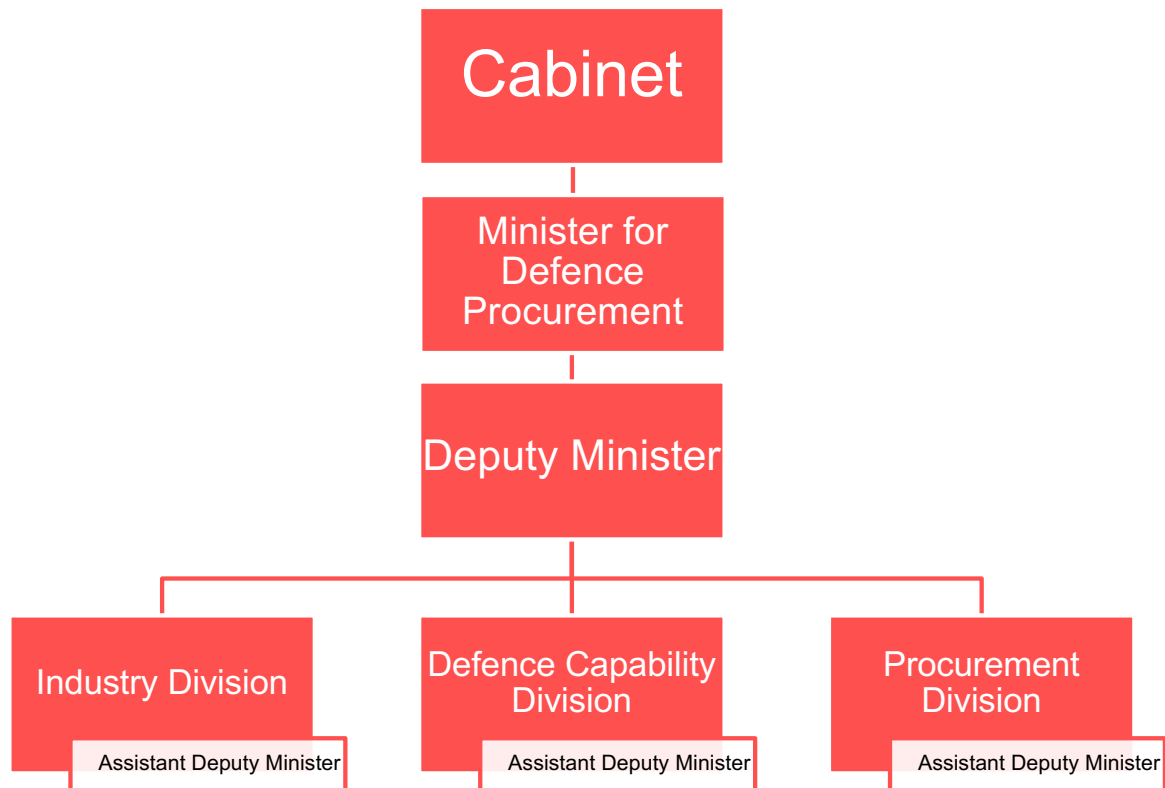 Cabinet
Minister for
Defence
Procurement
Deputy Minister
Industry Division
Assistant Deputy Minister
Defence Capability
Division
Assistant Deputy Minister
Procurement
Division
Assistant Deputy Minister